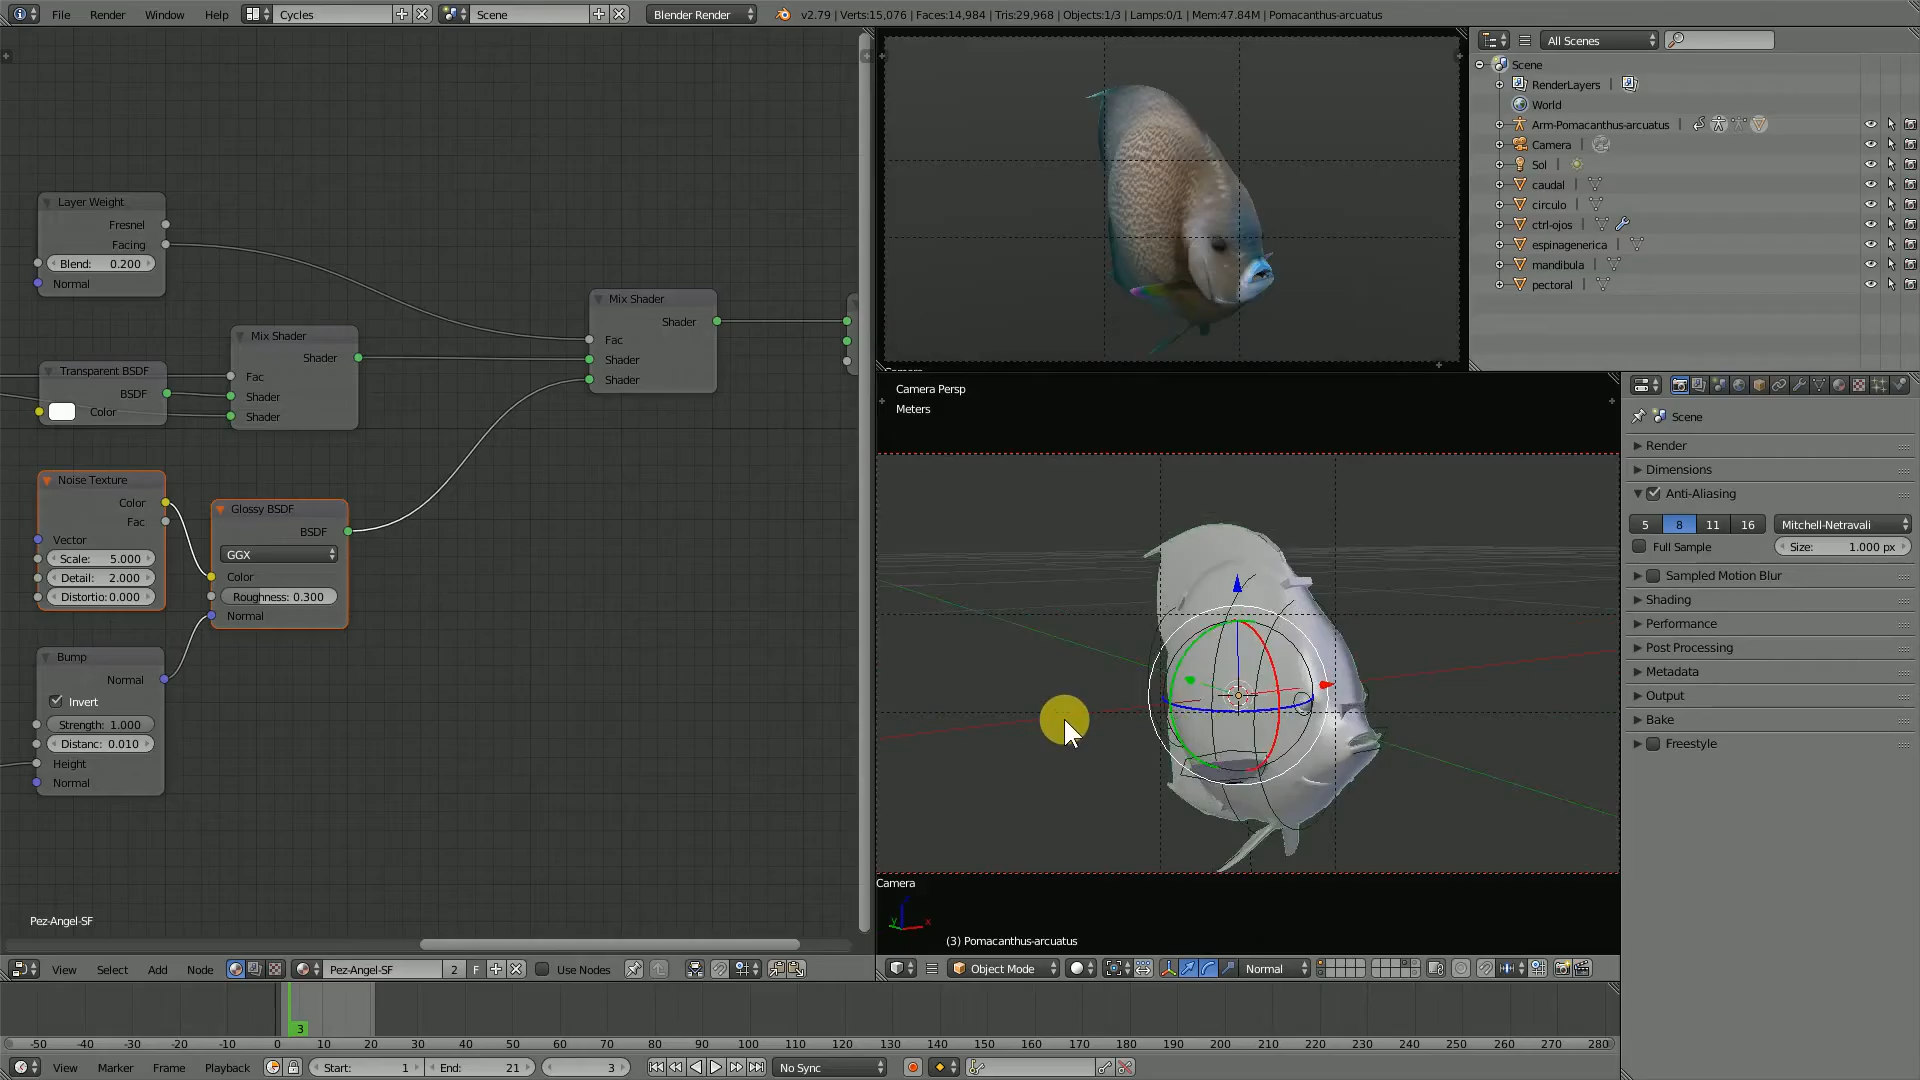 File Render Window Help Cycles Scene Blender Render v2.79 | Verts:15,076 | Faces:14,984 | Tris:29,968 | Objects:1/3 | Lamps:0/1 | Mem:47.84M | Pomacanthus-arcuatus
All Scenes
Scene
RenderLayers |
World
Arm-Pomacanthus-arcuatus |
Camera |
Sol |
caudal |
circulo |
ctrl-ojos |
espinagenerica |
mandibula |
pectoral |
Layer Weight
Fresnel
Facing
Blend: 0.200
Normal
Mix Shader
Shader
Fac
Shader
Shader
Transparent BSDF
BSDF
Color
Mix Shader
Shader
Fac
Shader
Shader
Noise Texture
Color
Fac
Vector
Scale: 5.000
Detail: 2.000
Distortio: 0.000
Glossy BSDF
BSDF
GGX
Color
Roughness: 0.300
Normal
Bump
Normal
Invert
Strength: 1.000
Distanc: 0.010
Height
Normal
Pez-Angel-SF
View Select Add Node Pez-Angel-SF 2 F Use Nodes
Camera Persp
Meters
Camera
(3) Pomacanthus-arcuatus
Object Mode Normal
Scene
Render
Dimensions
Anti-Aliasing
5 8 11 16 Mitchell-Netravali
Full Sample Size: 1.000 px
Sampled Motion Blur
Shading
Performance
Post Processing
Metadata
Output
Bake
Freestyle
3
-50 -40 -30 -20 -10 0 10 20 30 40 50 60 70 80 90 100 110 120 130 140 150 160 170 180 190 200 210 220 230 240 250 260 270 280
View Marker Frame Playback Start: 1 End: 21 3 No Sync